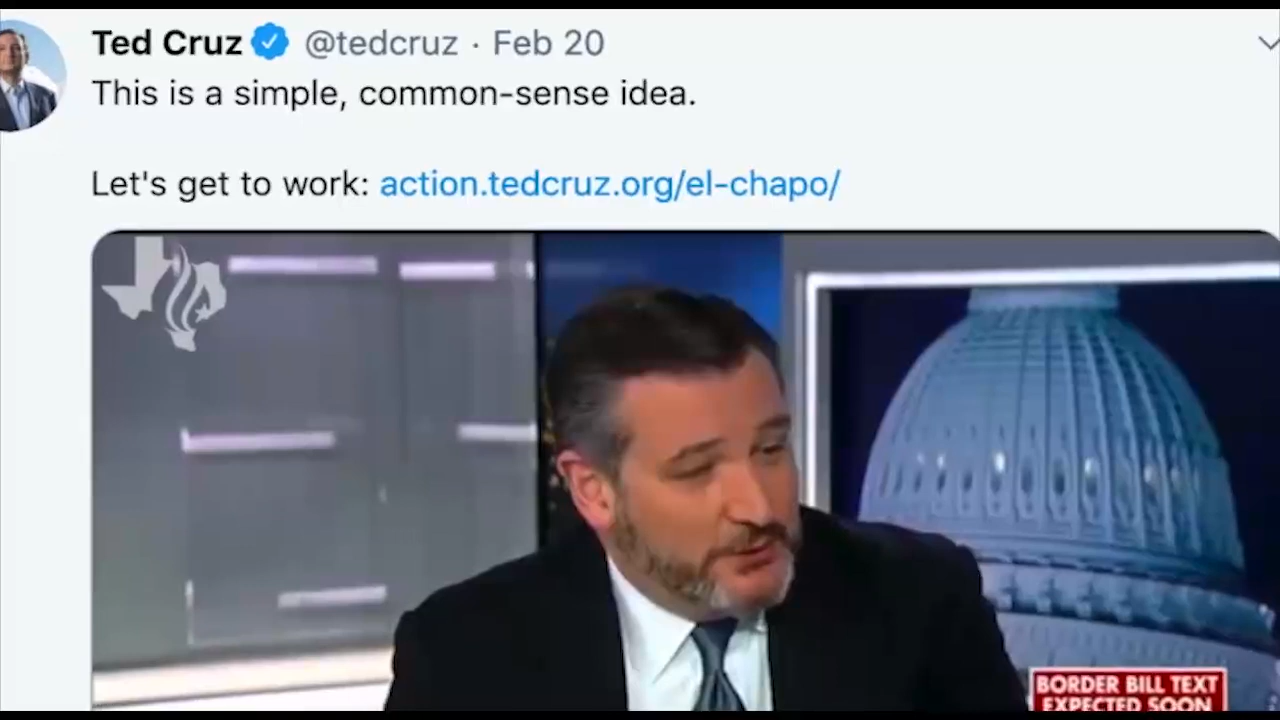 Ted Cruz @tedcruz · Feb 20
This is a simple, common-sense idea.
Let's get to work: action.tedcruz.org/el-chapo/
BORDER BILL TEXT
EXPECTED SOON